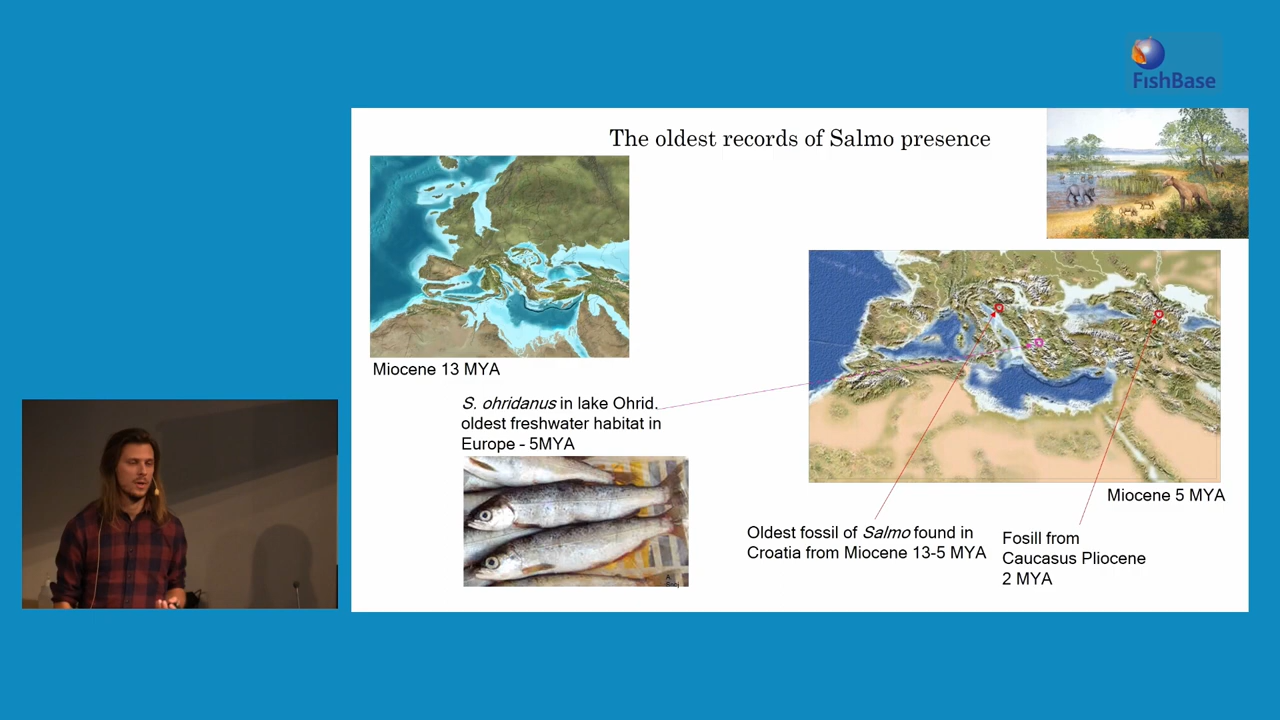 FishBase
The oldest records of Salmo presence
Miocene 13 MYA
S. ohridanus in lake Ohrid.
oldest freshwater habitat in
Europe - 5MYA
Miocene 5 MYA
Oldest fossil of Salmo found in
Croatia from Miocene 13-5 MYA
Fosill from
Caucasus Pliocene
2 MYA